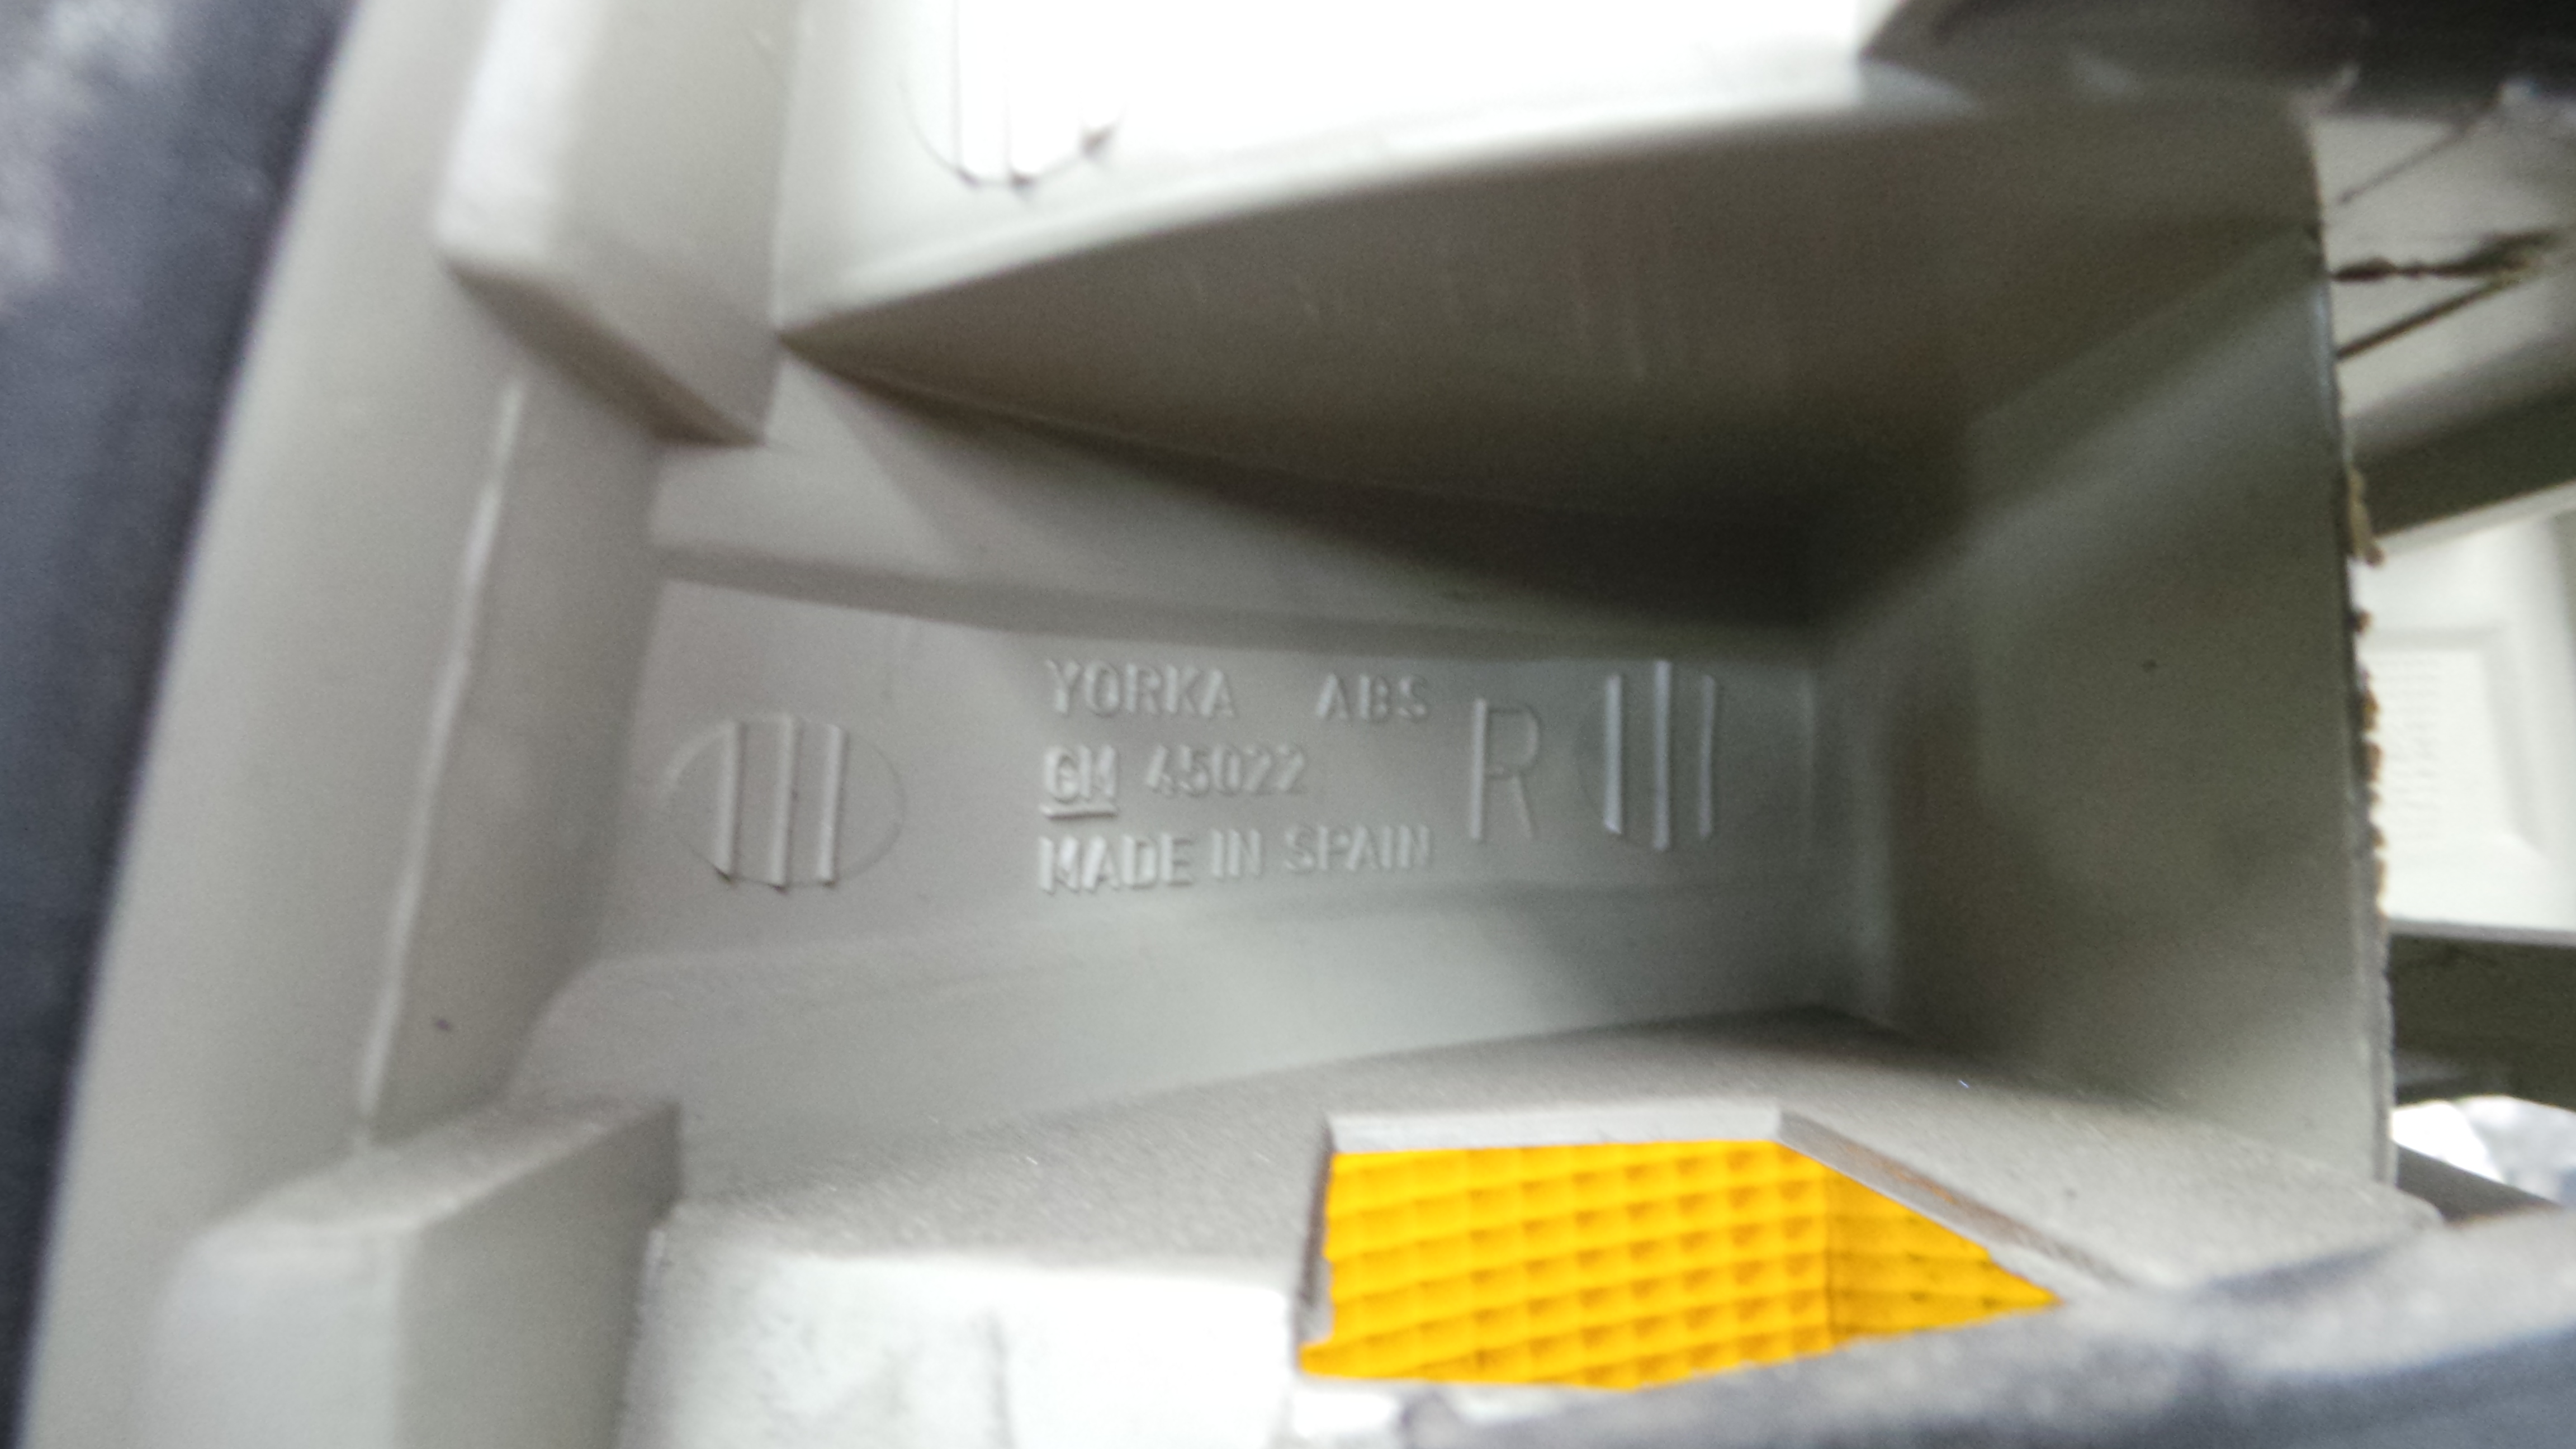 YORKA ABS
GM 45022
MADE IN SPAIN
R